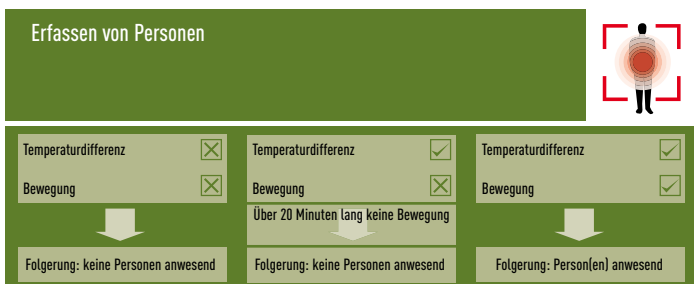 Erfassen von Personen
Temperaturdifferenz
Bewegung
Folgerung: keine Personen anwesend
Temperaturdifferenz
Bewegung
Über 20 Minuten lang keine Bewegung
Folgerung: keine Personen anwesend
Temperaturdifferenz
Bewegung
Folgerung: Person(en) anwesend